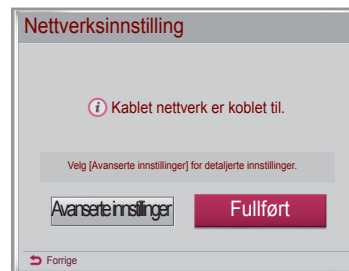 Nettverksinnstilling
Kablet nettverk er koblet til.
Velg [Avanserte innstillinger] for detaljerte innstillinger.
Avanserte innstillinger
Fullført
Forrige